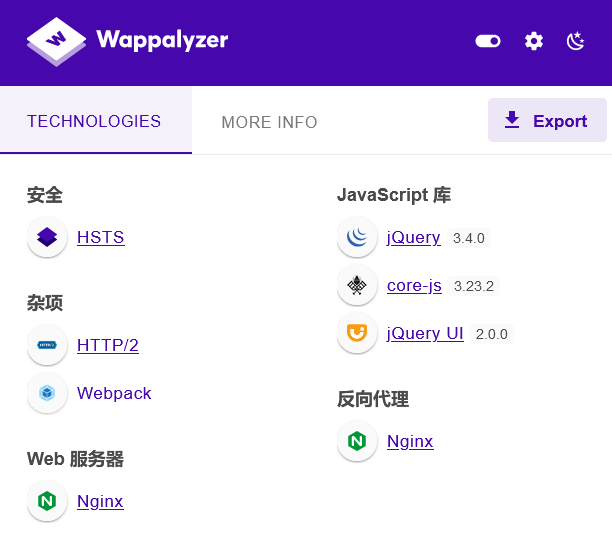 Wappalyzer
TECHNOLOGIES
MORE INFO
Export
安全
HSTS
杂项
HTTP/2
Webpack
Web 服务器
Nginx
JavaScript 库
jQuery 3.4.0
core-js 3.23.2
jQuery UI 2.0.0
反向代理
Nginx